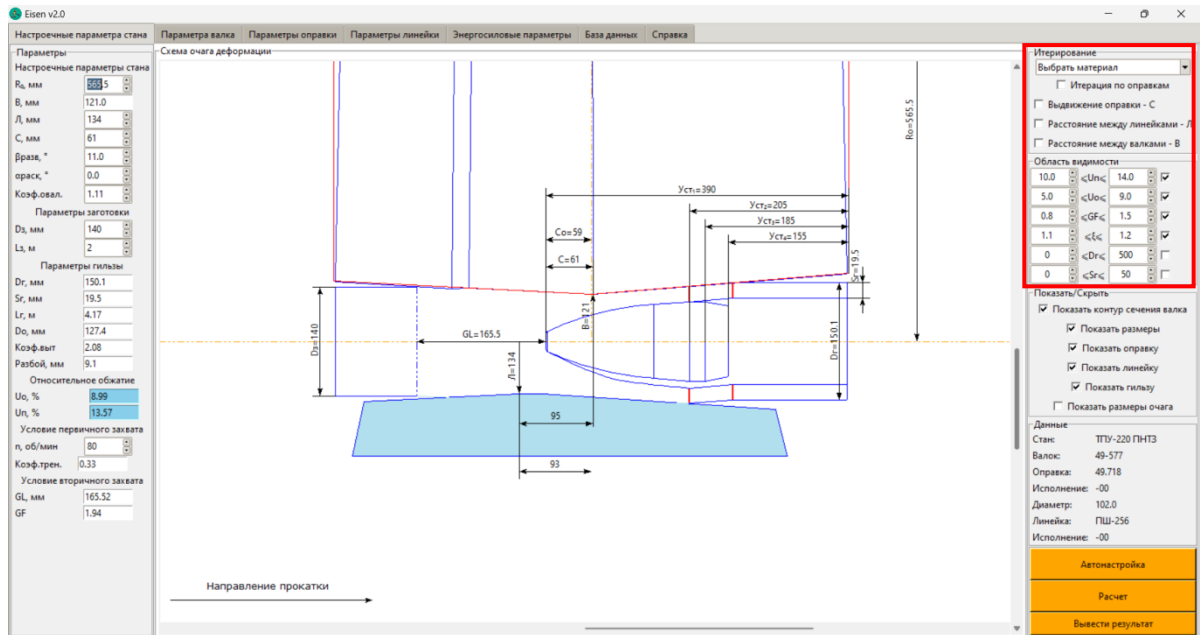 Eisen v2.0
Настроечные параметра стана
Параметра валка
Параметры оправки
Параметры линейки
Энергосиловые параметры
База данных
Справка
Параметры
Настроечные параметры стана
R₀, мм 565.5
В, мм 121.0
Л, мм 134
С, мм 61
βразв, ° 11.0
αраск, ° 0.0
Коэф.овал. 1.11
Параметры заготовки
Dз, мм 140
Lз, м 2
Параметры гильзы
Dг, мм 150.1
Sг, мм 19.5
Lг, м 4.17
Do, мм 127.4
Коэф.выт 2.08
Разбой, мм 9.1
Относительное обжатие
Uo, % 8.99
Un, % 13.57
Условие первичного захвата
n, об/мин 80
Коэф.трен. 0.33
Условие вторичного захвата
GL, мм 165.52
GF 1.94
Схема очага деформации
Ro=565.5
Уст₁=390
Уст₂=205
Уст₃=185
Уст₄=155
Co=59
C=61
Sг=19.5
B=121
GL=165.5
Dз=140
Л=134
Dг=150.1
95
93
Направление прокатки
Итерирование
Выбрать материал
Итерация по оправкам
Выдвижение оправки - С
Расстояние между линейками - Л
Расстояние между валками - В
Область видимости
10.0 ⩽Un⩽ 14.0
5.0 ⩽Uo⩽ 9.0
0.8 ⩽GF⩽ 1.5
1.1 ⩽ξ⩽ 1.2
0 ⩽Dг⩽ 500
0 ⩽Sг⩽ 50
Показать/Скрыть
Показать контур сечения валка
Показать размеры
Показать оправку
Показать линейку
Показать гильзу
Показать размеры очага
Данные
Стан: ТПУ-220 ПНТЗ
Валок: 49-577
Оправка: 49.718
Исполнение: -00
Диаметр: 102.0
Линейка: ПШ-256
Исполнение: -00
Автонастройка
Расчет
Вывести результат